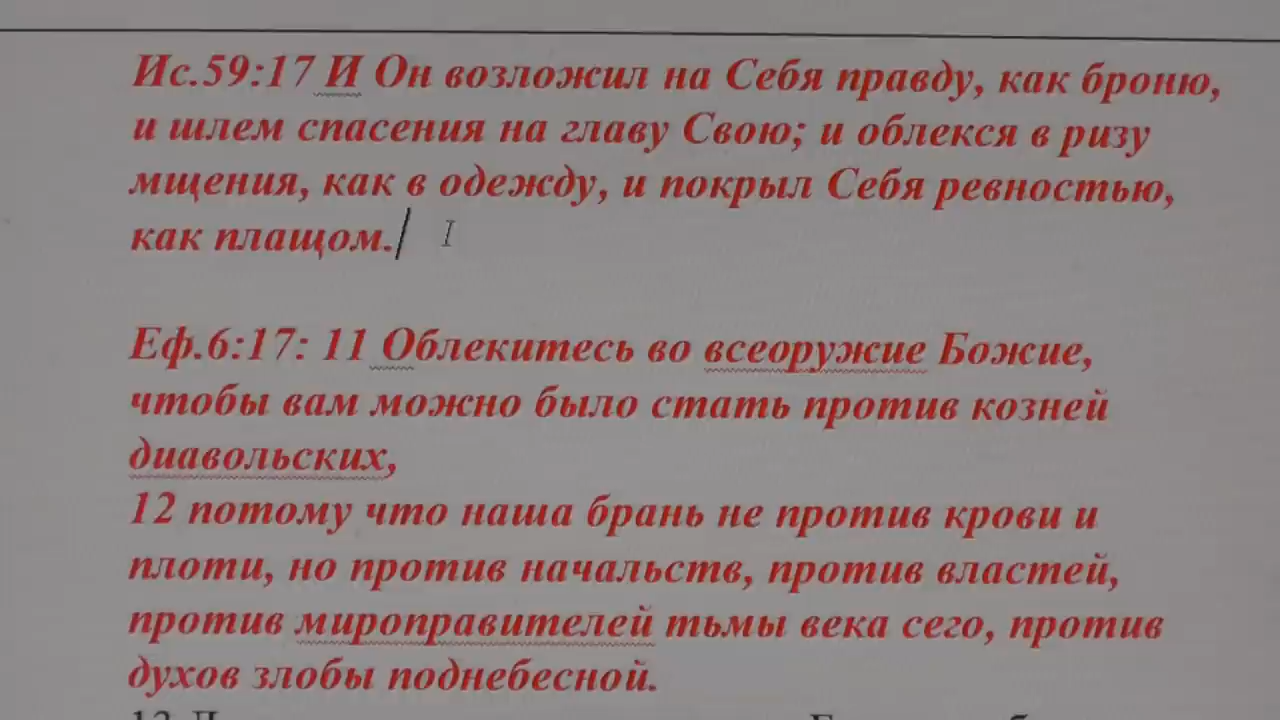 Ис.59:17 И Он возложил на Себя правду, как броню,
и шлем спасения на главу Свою; и облекся в ризу
мщения, как в одежду, и покрыл Себя ревностью,
как плащом.
Еф.6:17: 11 Облекитесь во всеоружие Божие,
чтобы вам можно было стать против козней
диавольских,
12 потому что наша брань не против крови и
плоти, но против начальств, против властей,
против мироправителей тьмы века сего, против
духов злобы поднебесной.